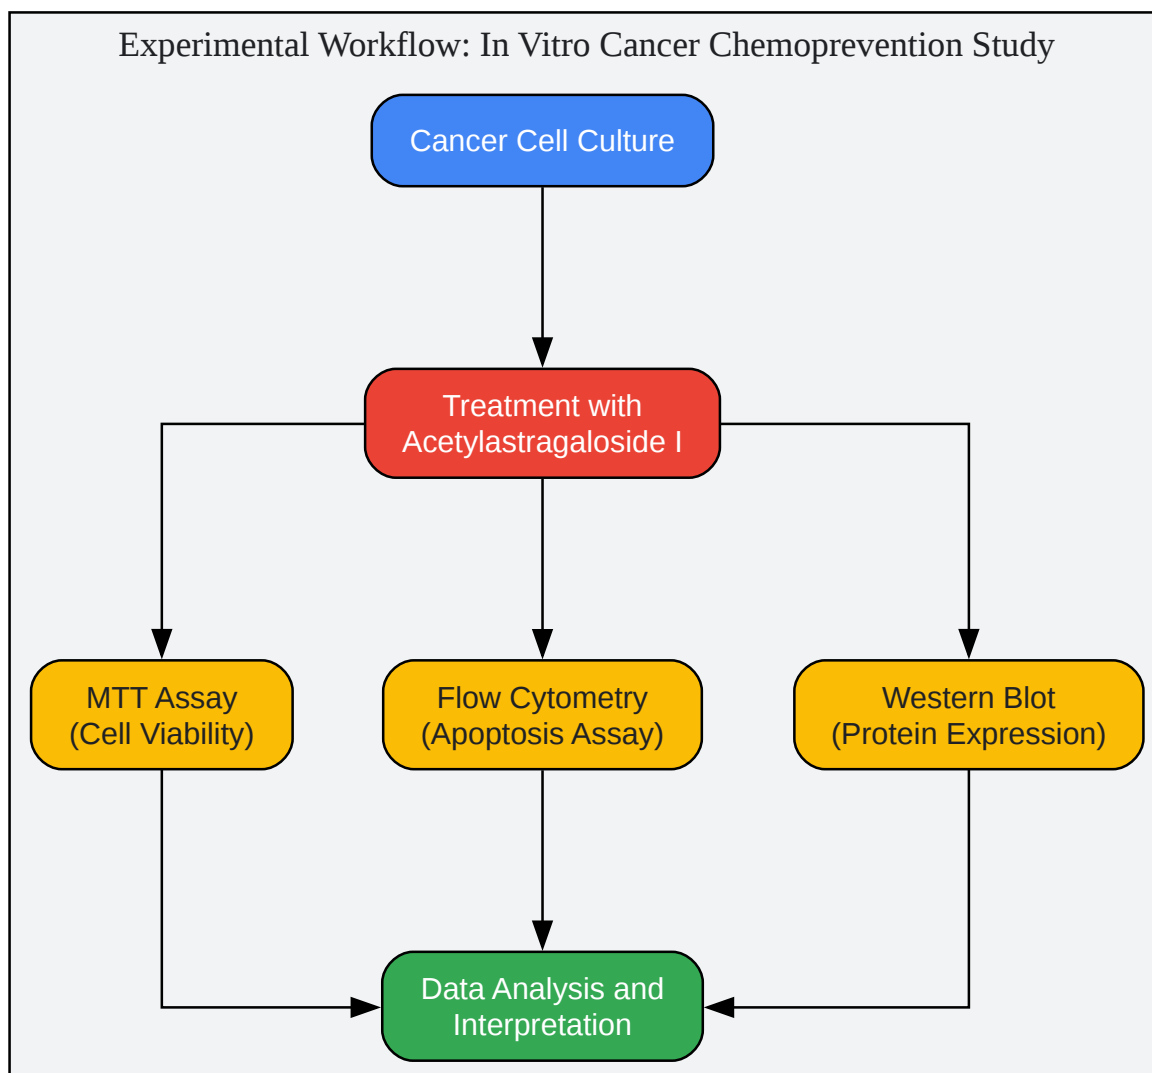 Experimental Workflow: In Vitro Cancer Chemoprevention Study
Cancer Cell Culture
Treatment with
Acetylastragaloside I
MTT Assay
(Cell Viability)
Flow Cytometry
(Apoptosis Assay)
Western Blot
(Protein Expression)
Data Analysis and
Interpretation